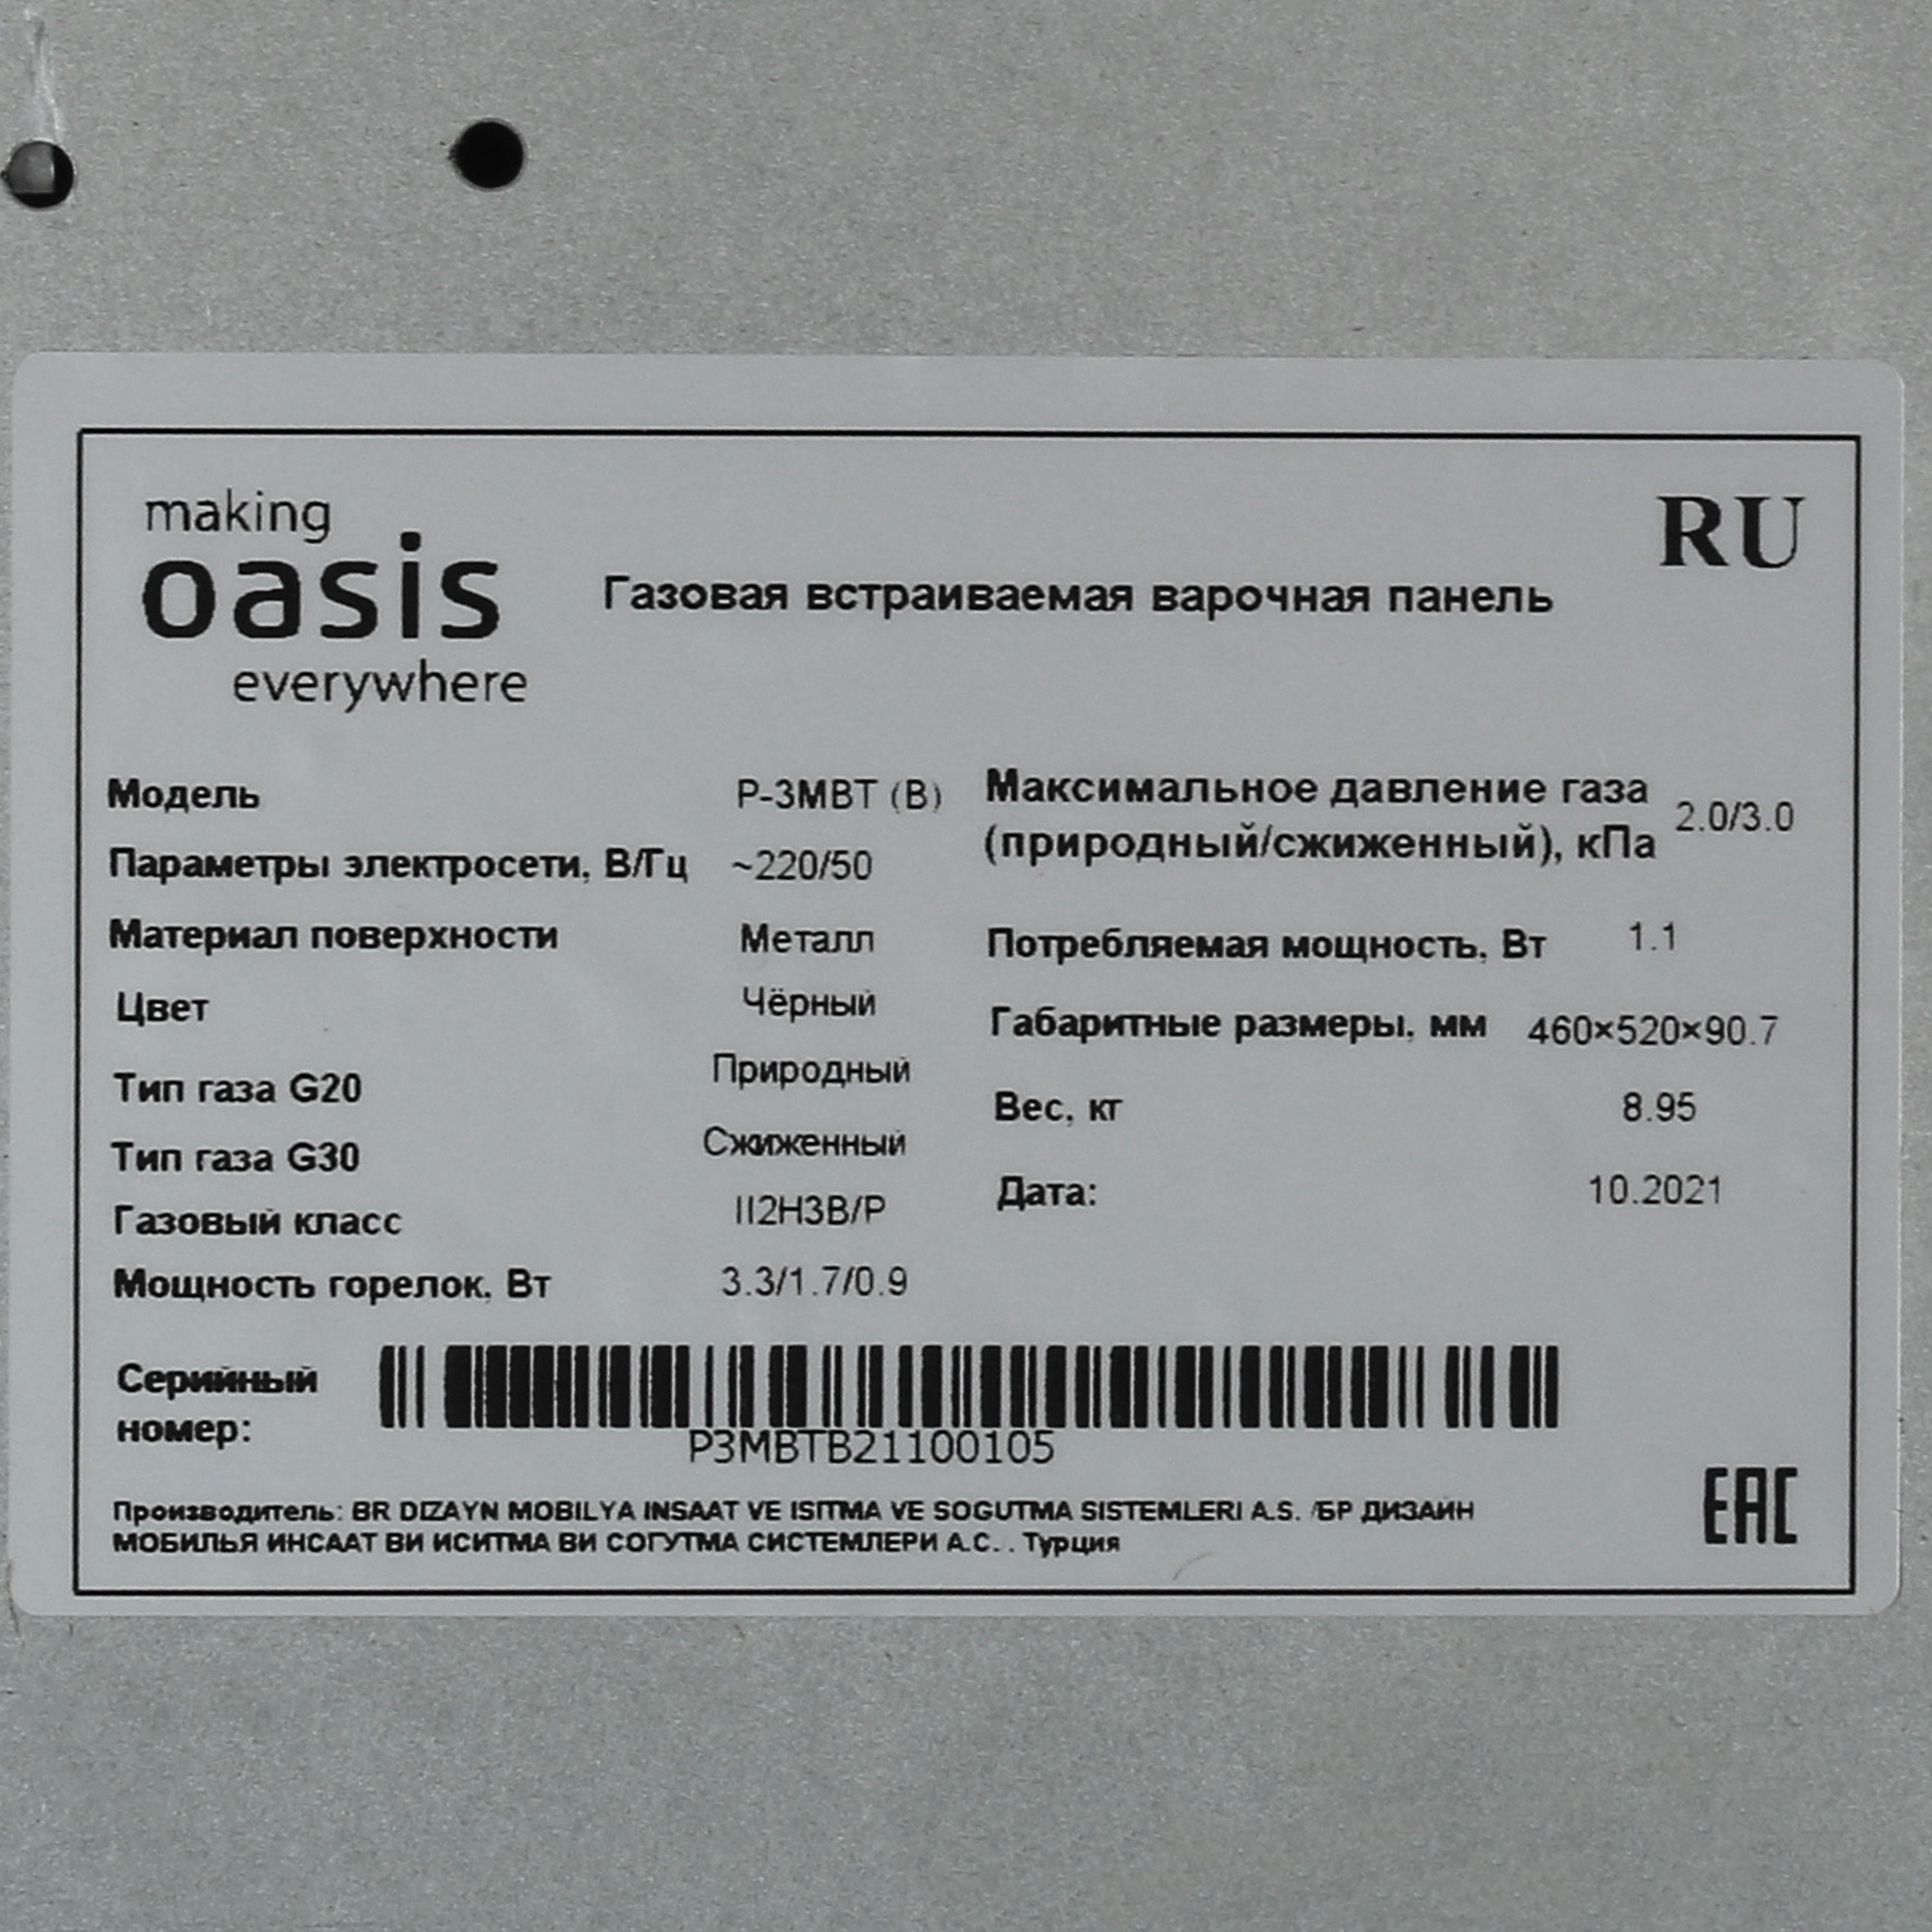 making
oasis
everywhere
RU
Газовая встраиваемая варочная панель
Модель P-3MBT (B)
Параметры электросети, В/Гц ~220/50
Материал поверхности Металл
Цвет Чёрный
Тип газа G20 Природный
Тип газа G30 Сжиженный
Газовый класс II2H3B/P
Мощность горелок, Вт 3.3/1.7/0.9
Максимальное давление газа
(природный/сжиженный), кПа 2.0/3.0
Потребляемая мощность, Вт 1.1
Габаритные размеры, мм 460×520×90.7
Вес, кг 8.95
Дата: 10.2021
Серийный
номер:
P3MBTB21100105
Производитель: BR DIZAYN MOBILYA INSAAT VE ISITMA VE SOGUTMA SISTEMLERI A.S. /БР ДИЗАЙН
МОБИЛЬЯ ИНСААТ ВИ ИСИТМА ВИ СОГУТМА СИСТЕМЛЕРИ А.С. . Турция
EAC